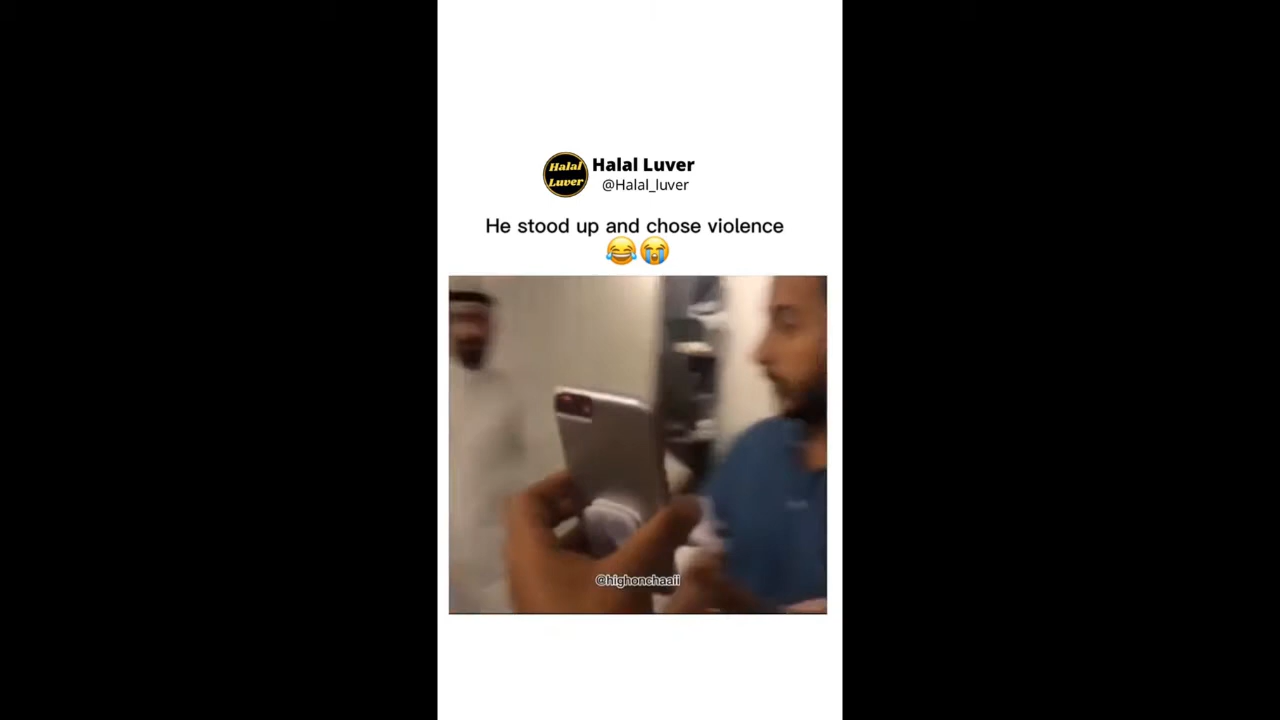 Halal
Luver
Halal Luver
@Halal_luver
He stood up and chose violence
😂😭
@highonchaaii